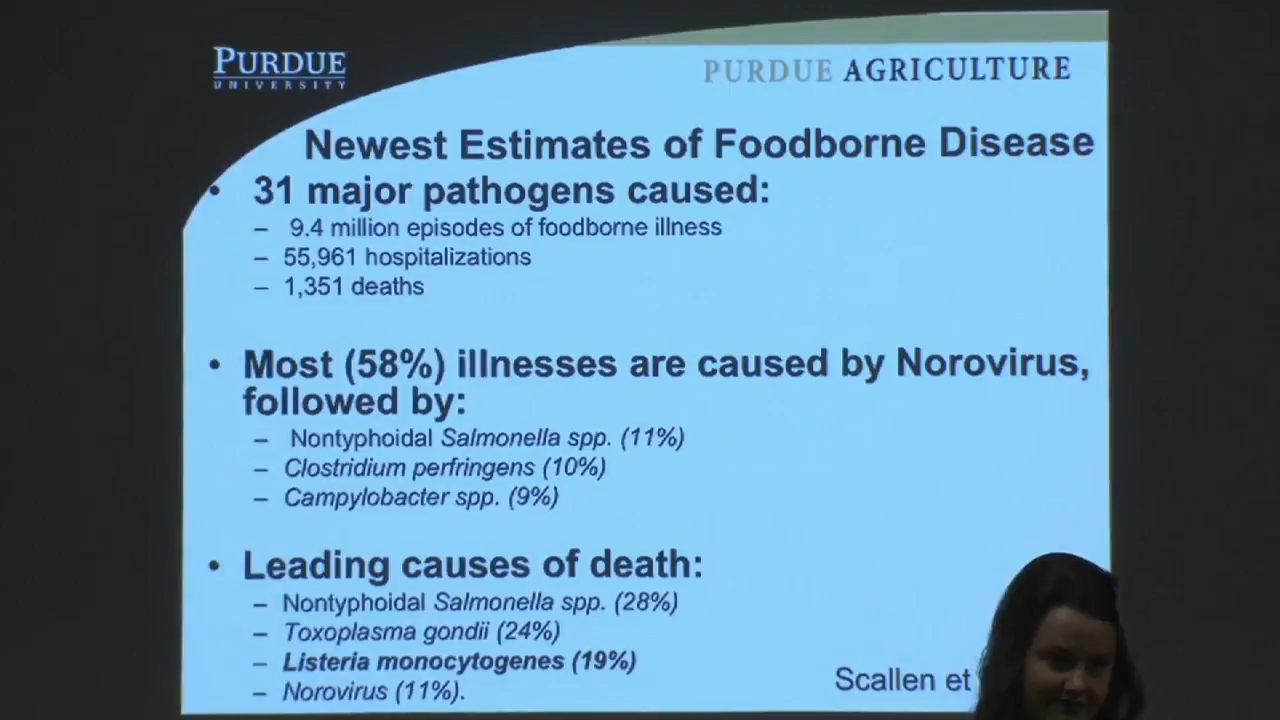 PURDUE
UNIVERSITY
PURDUE AGRICULTURE
Newest Estimates of Foodborne Disease
• 31 major pathogens caused:
– 9.4 million episodes of foodborne illness
– 55,961 hospitalizations
– 1,351 deaths
• Most (58%) illnesses are caused by Norovirus,
followed by:
– Nontyphoidal Salmonella spp. (11%)
– Clostridium perfringens (10%)
– Campylobacter spp. (9%)
• Leading causes of death:
– Nontyphoidal Salmonella spp. (28%)
– Toxoplasma gondii (24%)
– Listeria monocytogenes (19%)
– Norovirus (11%).
Scallen et